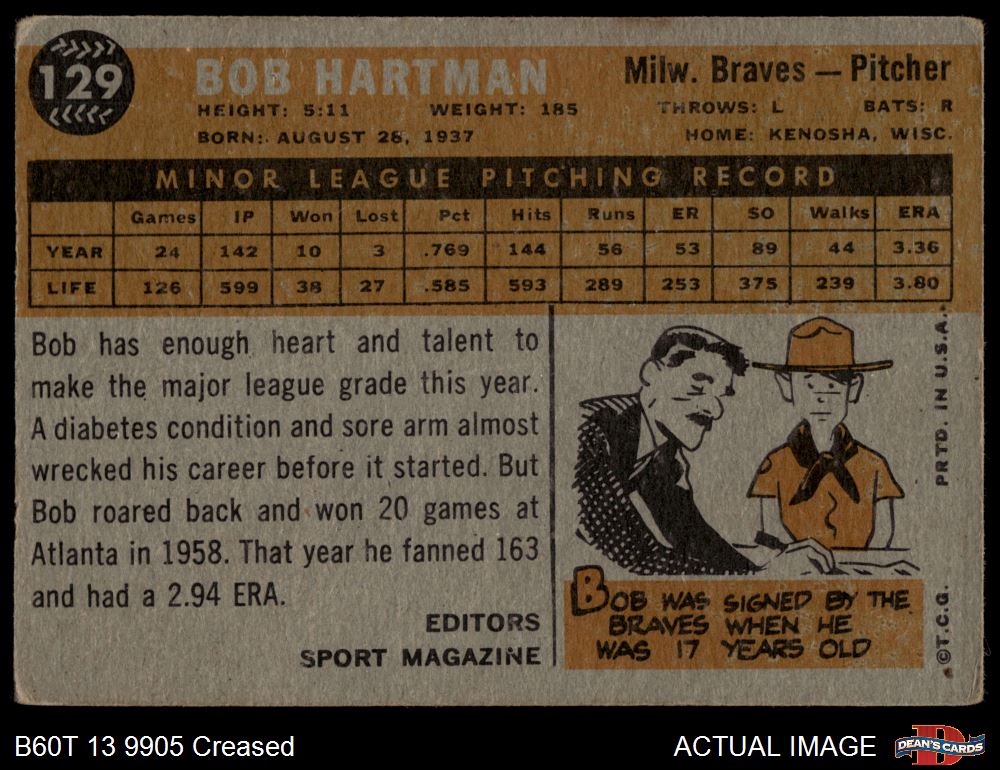 129
BOB HARTMAN
Milw. Braves — Pitcher
HEIGHT: 5:11 WEIGHT: 185 THROWS: L BATS: R
BORN: AUGUST 28, 1937 HOME: KENOSHA, WISC.
MINOR LEAGUE PITCHING RECORD
Games IP Won Lost Pct Hits Runs ER SO Walks ERA
YEAR 24 142 10 3 .769 144 56 53 89 44 3.36
LIFE 126 599 38 27 .585 593 289 253 375 239 3.80
Bob has enough heart and talent to
make the major league grade this year.
A diabetes condition and sore arm almost
wrecked his career before it started. But
Bob roared back and won 20 games at
Atlanta in 1958. That year he fanned 163
and had a 2.94 ERA.
EDITORS
SPORT MAGAZINE
BOB WAS SIGNED BY THE
BRAVES WHEN HE
WAS 17 YEARS OLD
©T.C.G. PRTD. IN U.S.A.
B60T 13 9905 Creased
ACTUAL IMAGE
D
DEAN'S CARDS